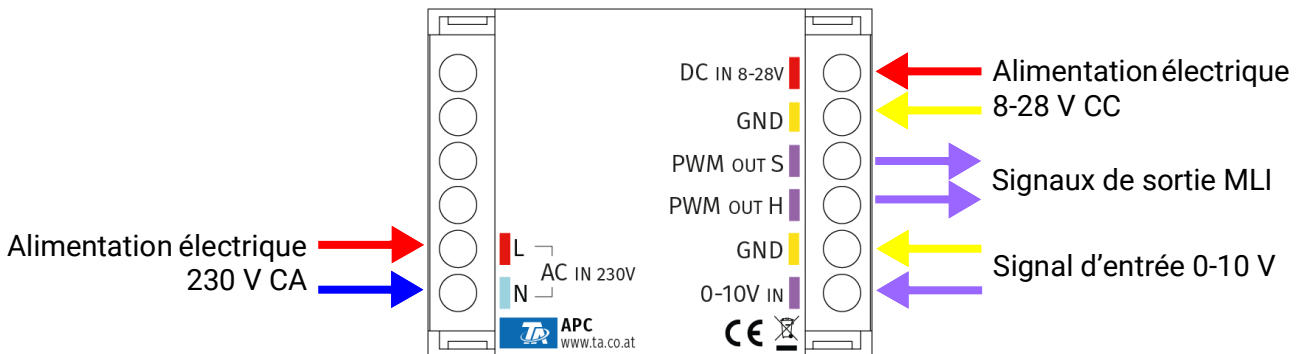 DC IN 8-28V
GND
PWM OUT S
PWM OUT H
GND
0-10V IN
L
N
AC IN 230V
TA
APC
www.ta.co.at
CE
Alimentation électrique
230 V CA
Alimentation électrique
8-28 V CC
Signaux de sortie MLI
Signal d’entrée 0-10 V